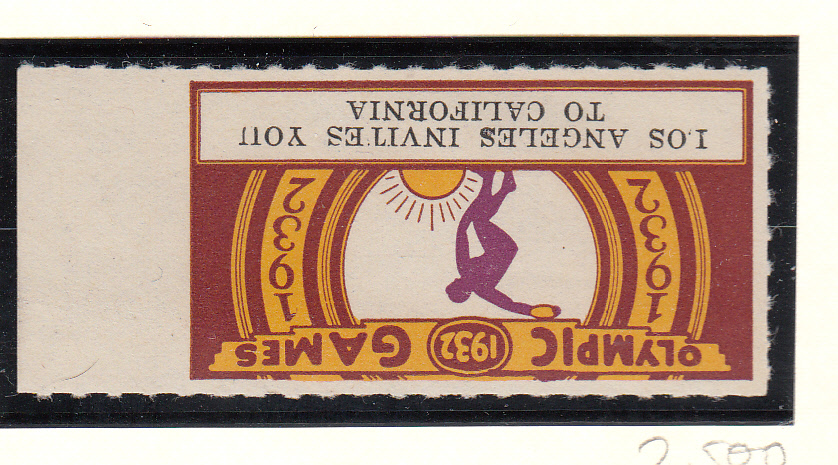 OLYMPIC 1932 GAMES
1932
1932
LOS ANGELES INVITES YOU
TO CALIFORNIA